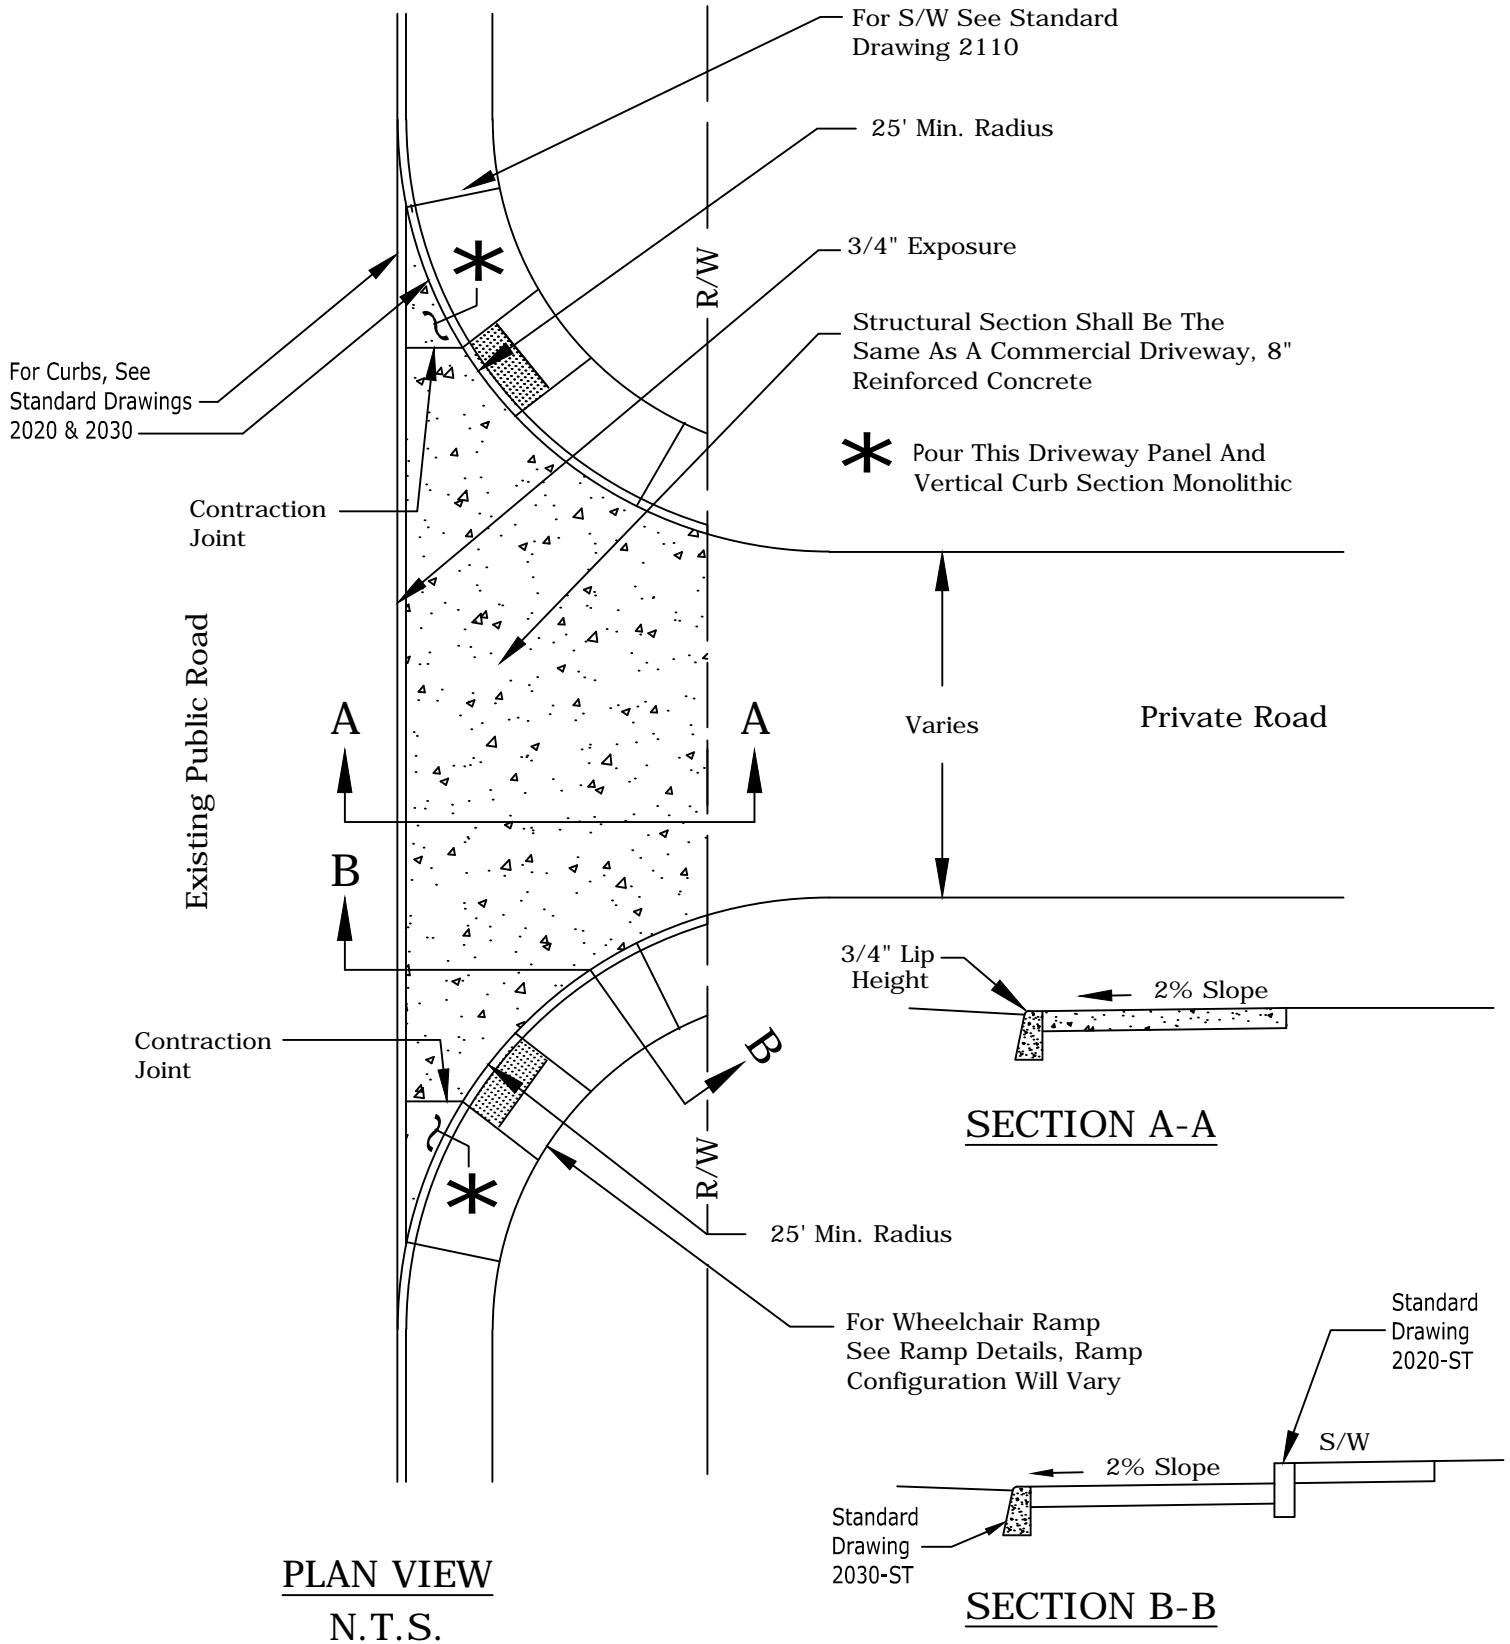 For S/W See Standard
Drawing 2110
25' Min. Radius
3/4" Exposure
R/W
Structural Section Shall Be The
Same As A Commercial Driveway, 8"
Reinforced Concrete
For Curbs, See
Standard Drawings
2020 & 2030
* Pour This Driveway Panel And
Vertical Curb Section Monolithic
*
Contraction
Joint
Existing Public Road
A
A
Varies
Private Road
B
3/4" Lip
Height
2% Slope
Contraction
Joint
B
SECTION A-A
R/W
*
25' Min. Radius
For Wheelchair Ramp
See Ramp Details, Ramp
Configuration Will Vary
Standard
Drawing
2020-ST
S/W
2% Slope
Standard
Drawing
2030-ST
SECTION B-B
PLAN VIEW
N.T.S.